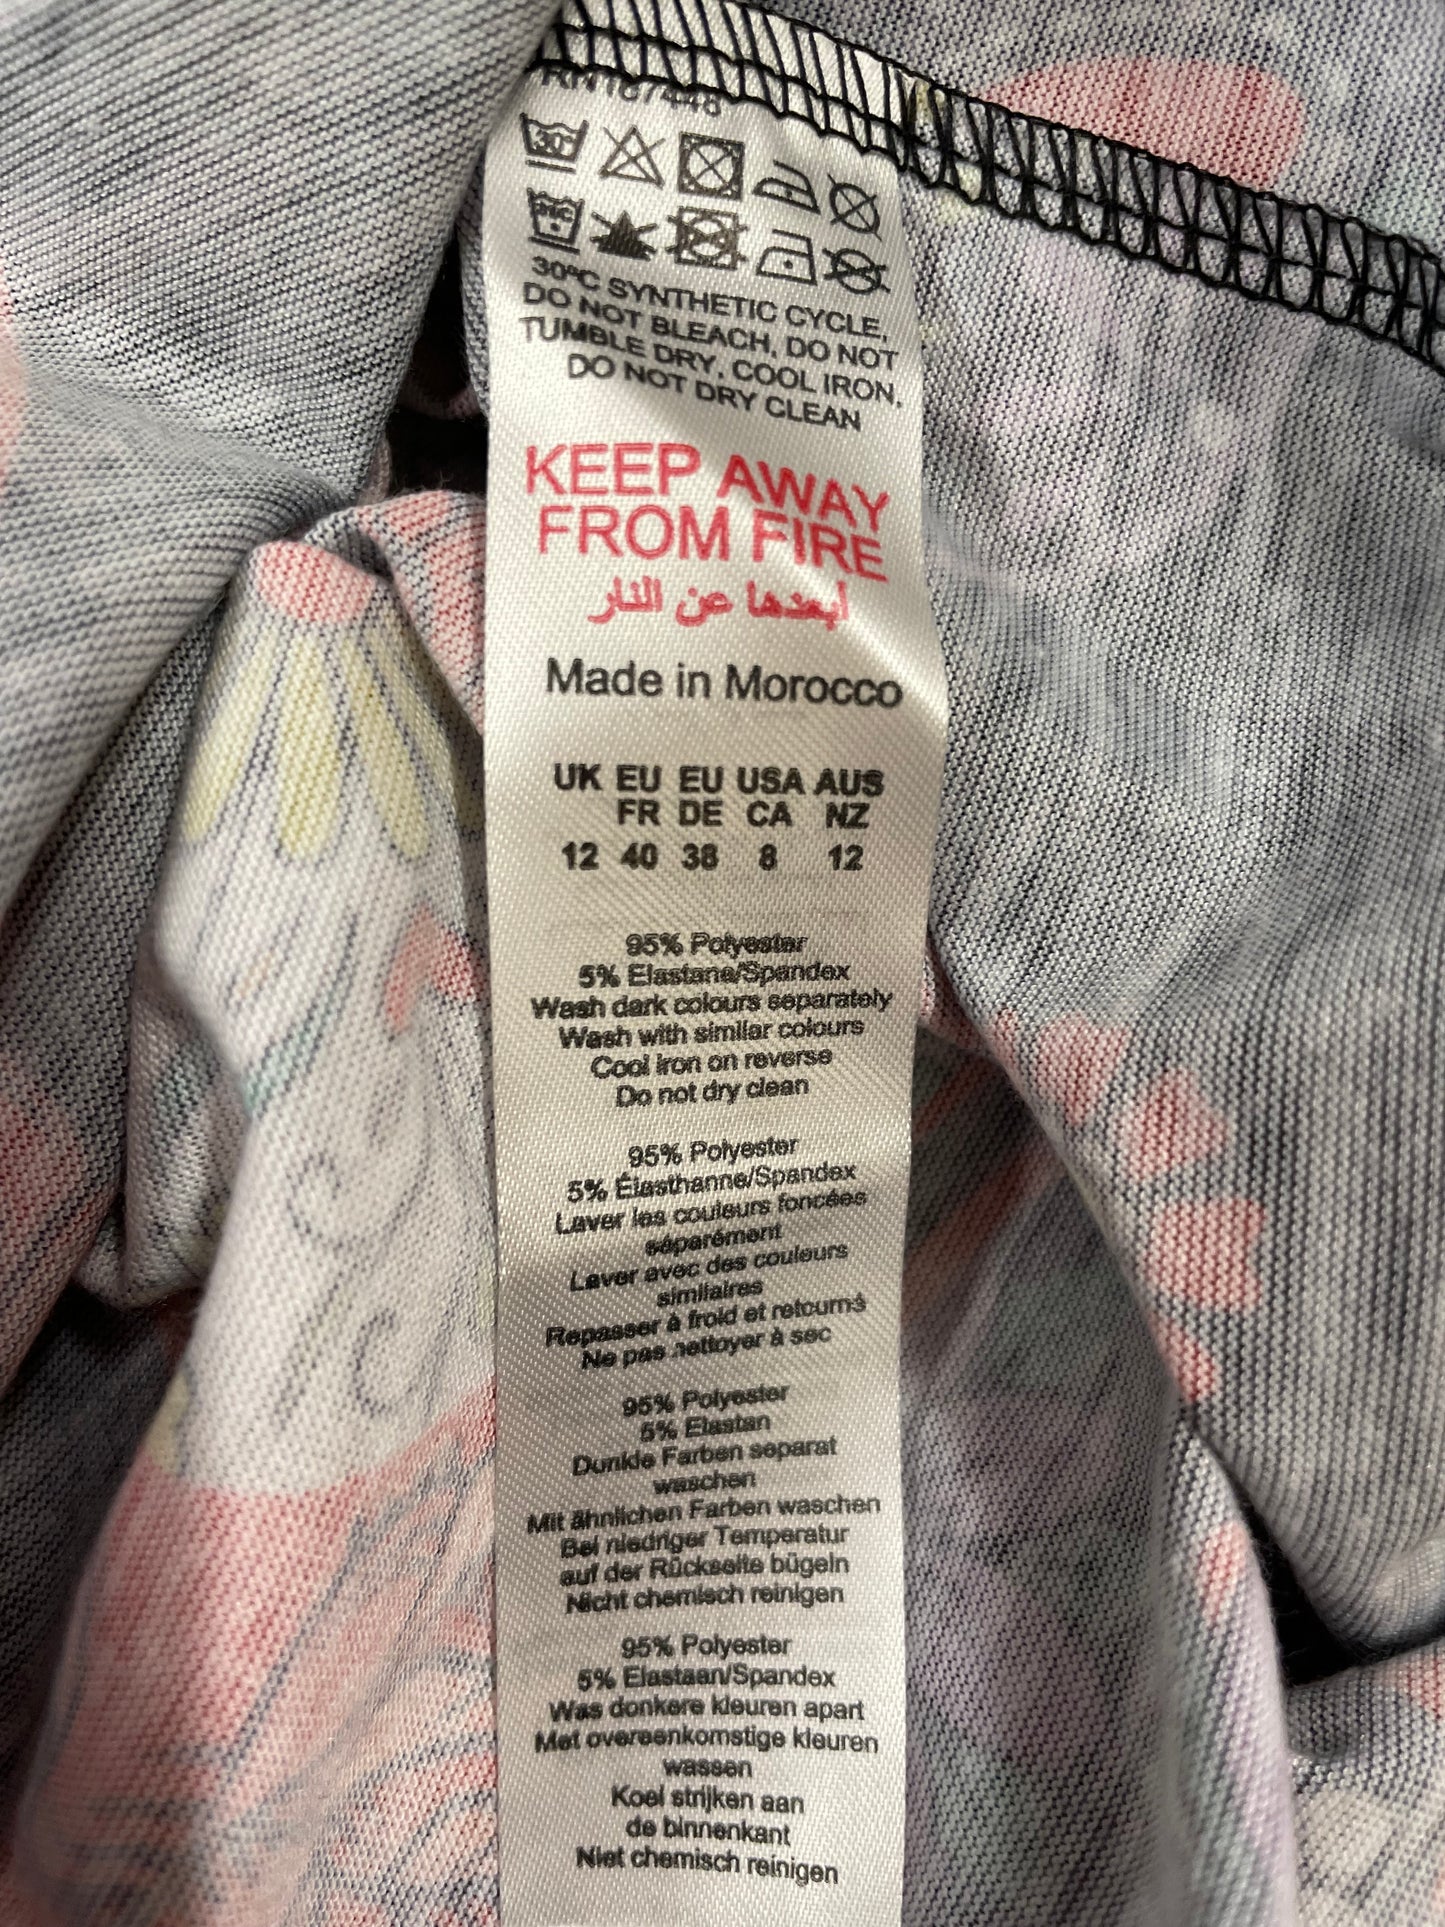 RN 167448
30°
30°C
30ºC SYNTHETIC CYCLE,
DO NOT BLEACH, DO NOT
TUMBLE DRY, COOL IRON,
DO NOT DRY CLEAN
KEEP AWAY
FROM FIRE
أبعدها عن النار
Made in Morocco
UK EU EU USA AUS
FR DE CA NZ
12 40 38 8 12
95% Polyester
5% Elastane/Spandex
Wash dark colours separately
Wash with similar colours
Cool iron on reverse
Do not dry clean
95% Polyester
5% Élasthanne/Spandex
Laver les couleurs foncées
séparément
Laver avec des couleurs
similaires
Repasser à froid et retourné
Ne pas nettoyer à sec
95% Polyester
5% Elastan
Dunkle Farben separat
waschen
Mit ähnlichen Farben waschen
Bei niedriger Temperatur
auf der Rückseite bügeln
Nicht chemisch reinigen
95% Polyester
5% Elastaan/Spandex
Was donkere kleuren apart
Met overeenkomstige kleuren
wassen
Koel strijken aan
de binnenkant
Niet chemisch reinigen